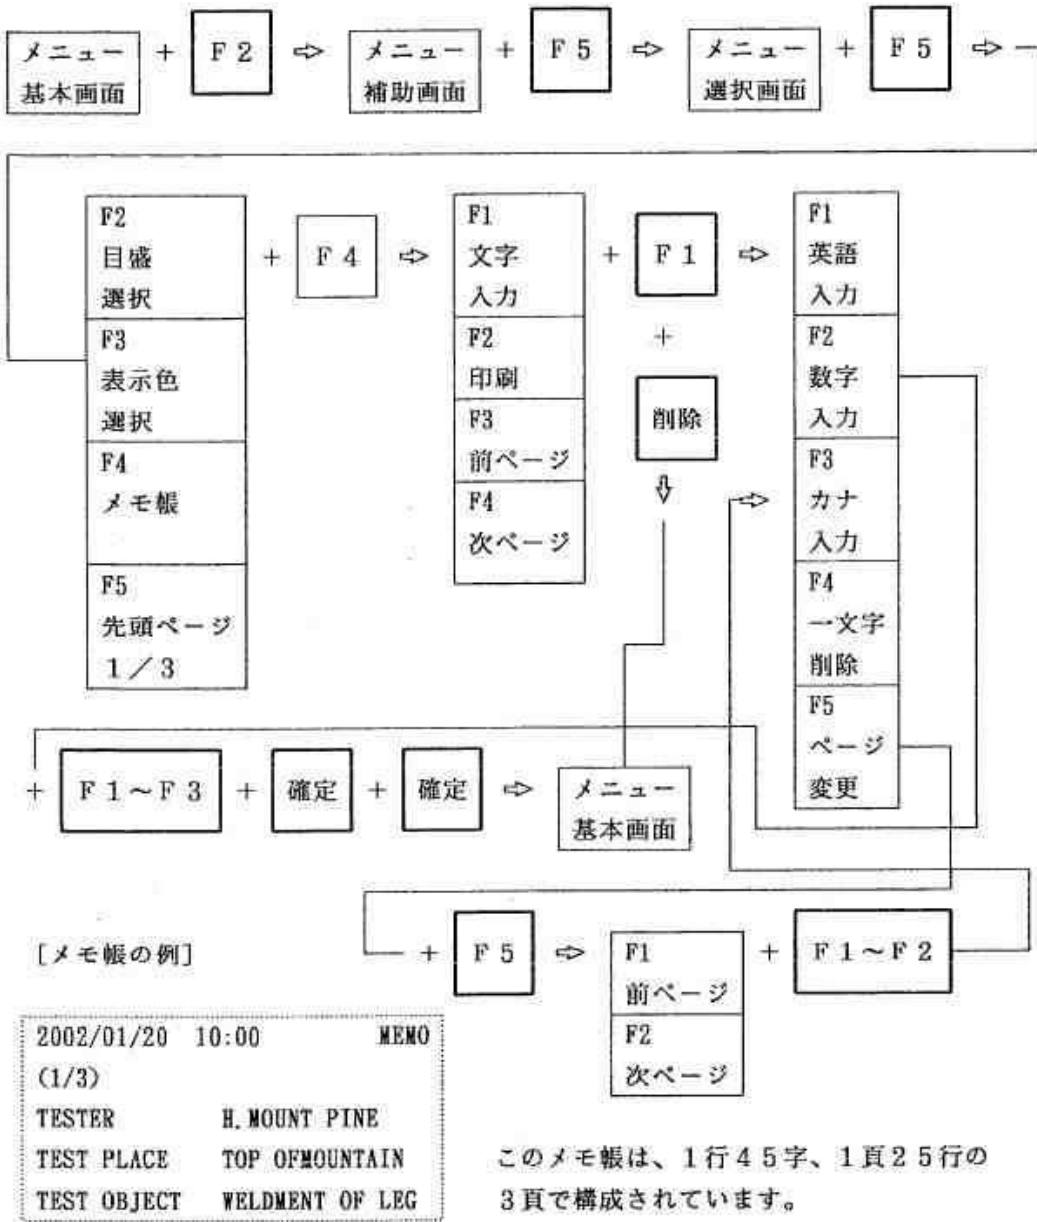 メニュー + F2 ⇨ メニュー + F5 ⇨ メニュー + F5 ⇨
基本画面 補助画面 選択画面
F2
目盛
選択
F3
表示色
選択
F4
メモ帳
F5
先頭ページ
1/3
+ F4 ⇨
F1
文字
入力
F2
印刷
F3
前ページ
F4
次ページ
+ F1 ⇨
+
削除
⇩
F1
英語
入力
F2
数字
入力
⇨
F3
カナ
入力
F4
一文字
削除
F5
ページ
変更
+ F1~F3 + 確定 + 確定 ⇨ メニュー
基本画面
+ F5 ⇨
F1
前ページ
F2
次ページ
+ F1~F2
[メモ帳の例]
2002/01/20 10:00 MEMO
(1/3)
TESTER H.MOUNT PINE
TEST PLACE TOP OFMOUNTAIN
TEST OBJECT WELDMENT OF LEG
このメモ帳は、1行45字、1頁25行の
3頁で構成されています。